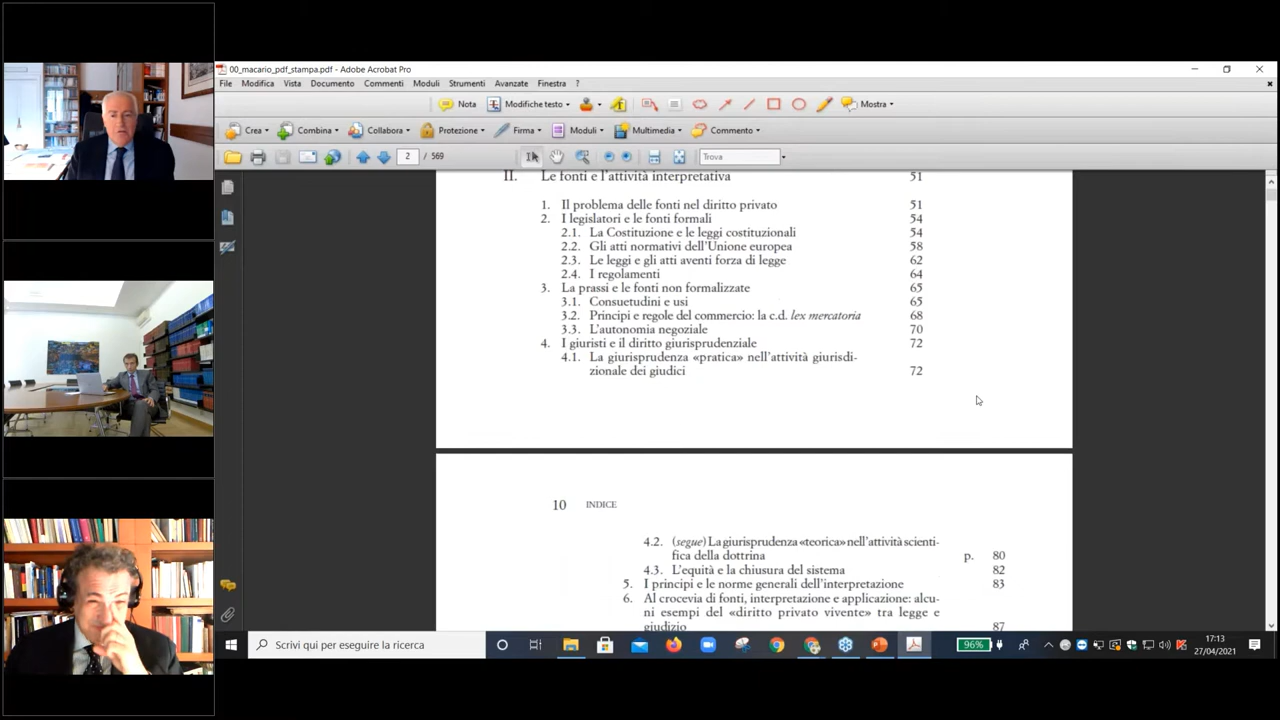 00_macario_pdf_stampa.pdf - Adobe Acrobat Pro
File Modifica Vista Documento Commenti Moduli Strumenti Avanzate Finestra ?
Nota Modifiche testo Mostra
Crea Combina Collabora Protezione Firma Moduli Multimedia Commento
2 / 569 Trova
II. Le fonti e l'attività interpretativa 51
1. Il problema delle fonti nel diritto privato 51
2. I legislatori e le fonti formali 54
2.1. La Costituzione e le leggi costituzionali 54
2.2. Gli atti normativi dell'Unione europea 58
2.3. Le leggi e gli atti aventi forza di legge 62
2.4. I regolamenti 64
3. La prassi e le fonti non formalizzate 65
3.1. Consuetudini e usi 65
3.2. Principi e regole del commercio: la c.d. lex mercatoria 68
3.3. L'autonomia negoziale 70
4. I giuristi e il diritto giurisprudenziale 72
4.1. La giurisprudenza «pratica» nell'attività giurisdi-
zionale dei giudici 72
10 INDICE
4.2. (segue) La giurisprudenza «teorica» nell'attività scienti-
fica della dottrina p. 80
4.3. L'equità e la chiusura del sistema 82
5. I principi e le norme generali dell'interpretazione 83
6. Al crocevia di fonti, interpretazione e applicazione: alcu-
ni esempi del «diritto privato vivente» tra legge e
giudizio 87
Scrivi qui per eseguire la ricerca
96%
17:13
27/04/2021